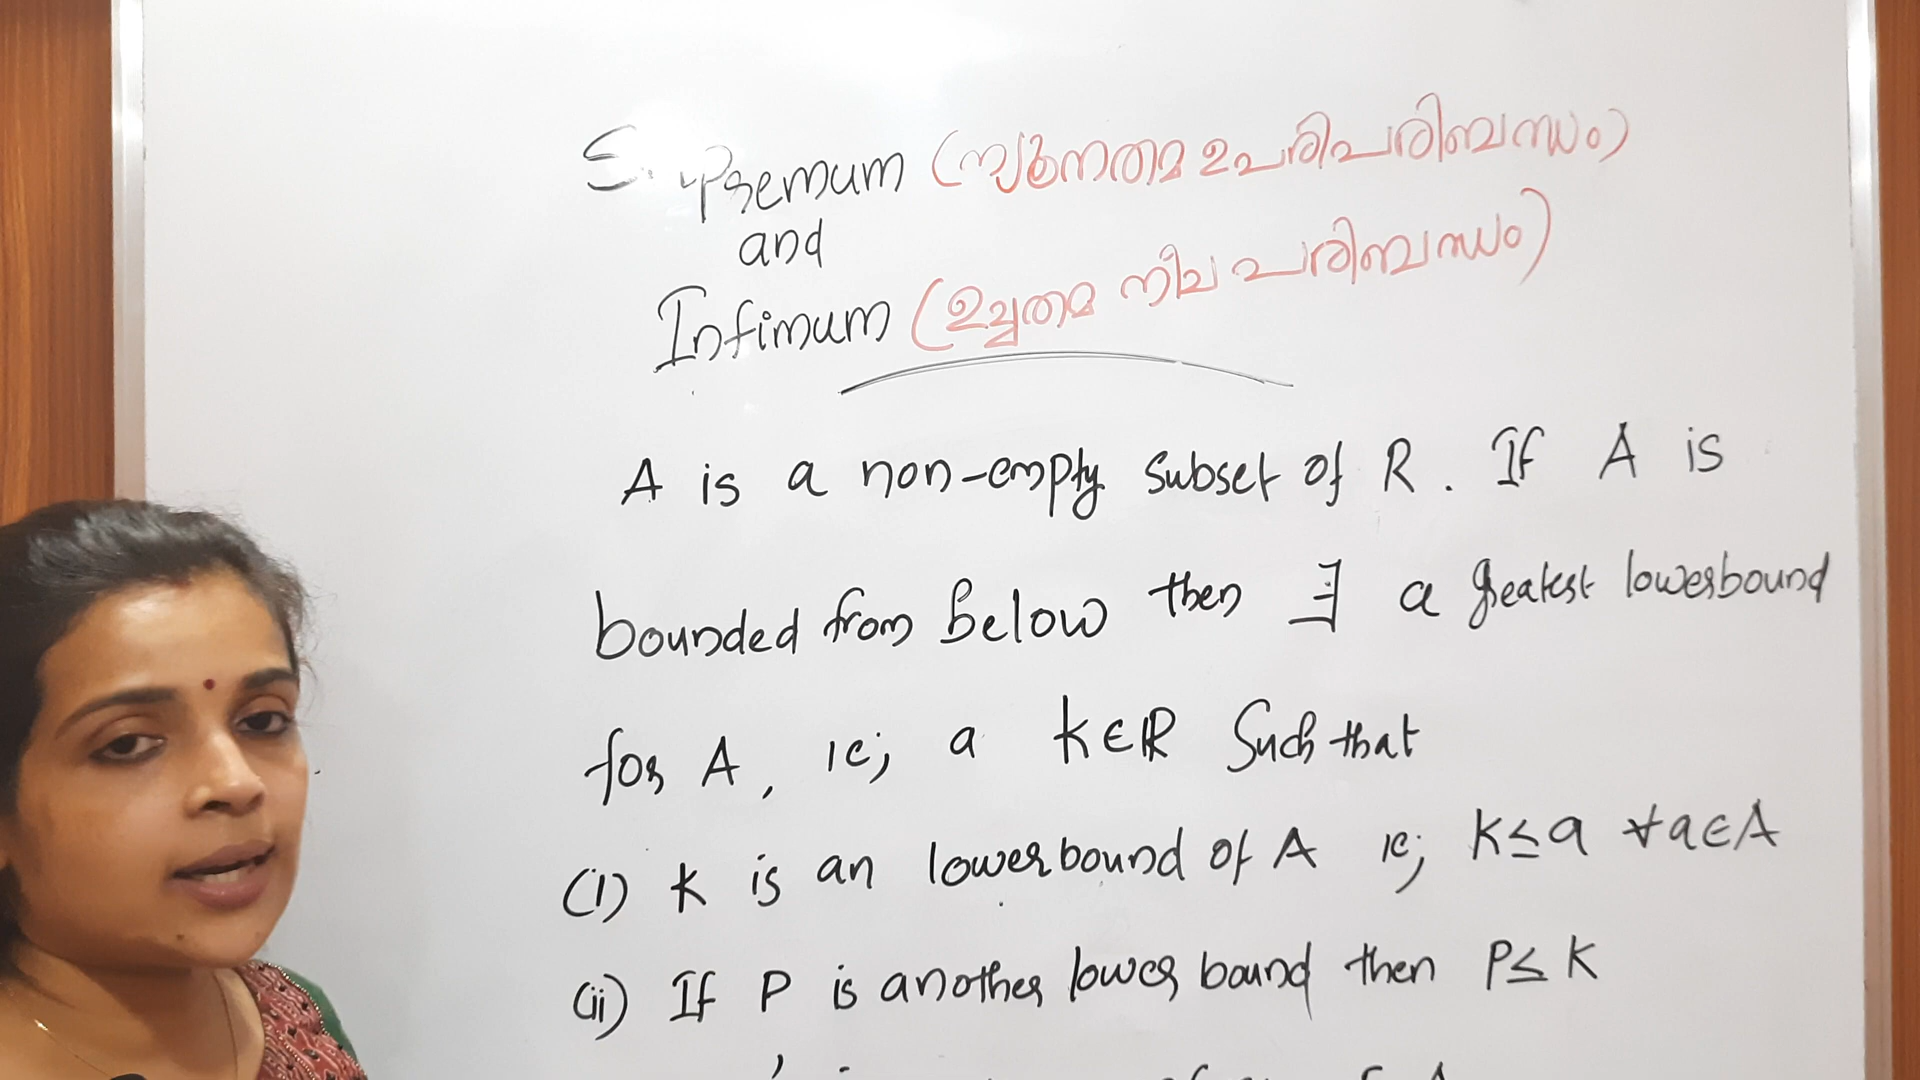 Supremum (ന്യൂനതമ ഉപരിപരിബന്ധം)
and
Infimum (ഉച്ചതമ നീച പരിബന്ധം)
A is a non-empty subset of R. If A is
bounded from below then ∃ a greatest lowerbound
for A, ie; a k∈ℝ Such that
(i) K is an lowerbound of A ie; K≤a ∀a∈A
(ii) If P is another lower bound then P≤K